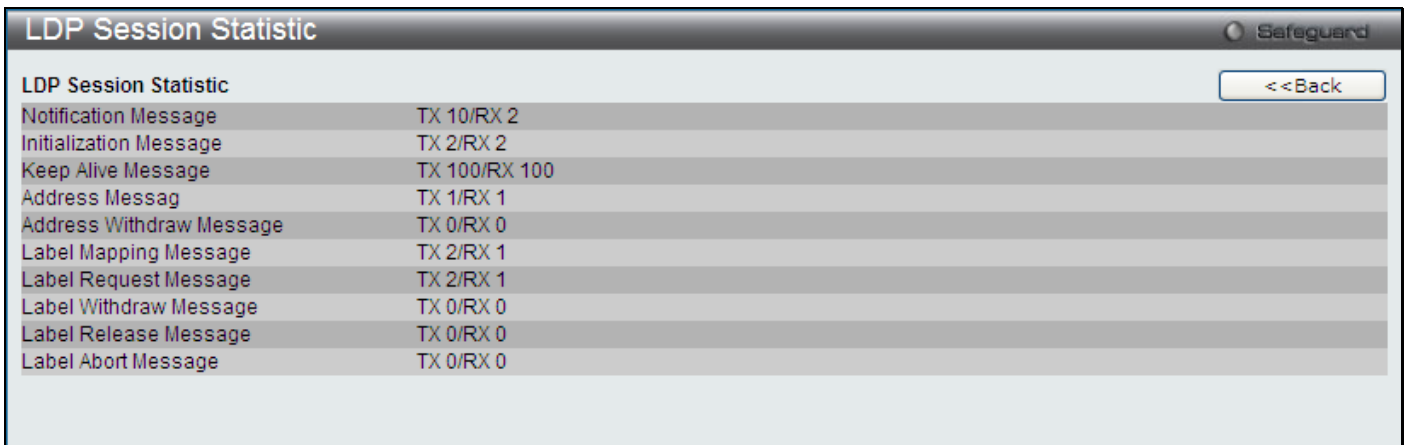 LDP Session Statistic
Safeguard
LDP Session Statistic
<<Back
Notification Message TX 10/RX 2
Initialization Message TX 2/RX 2
Keep Alive Message TX 100/RX 100
Address Messag TX 1/RX 1
Address Withdraw Message TX 0/RX 0
Label Mapping Message TX 2/RX 1
Label Request Message TX 2/RX 1
Label Withdraw Message TX 0/RX 0
Label Release Message TX 0/RX 0
Label Abort Message TX 0/RX 0